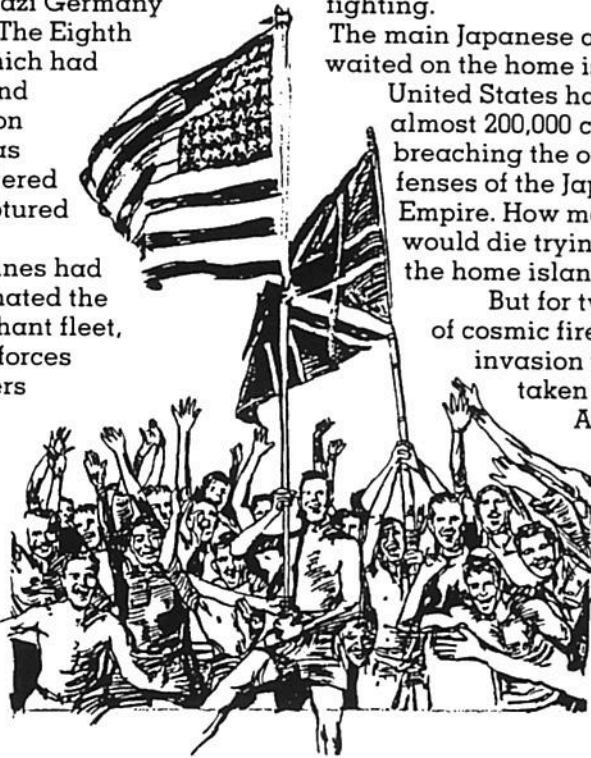 azi Germany
The Eighth
hich had
nd
on
as
ered
ptured
nes had
nated the
hant fleet,
forces
ers
fighting.
The main Japanese a
waited on the home is
United States ha
almost 200,000 c
breaching the o
fenses of the Jap
Empire. How m
would die tryin
the home islan
But for tw
of cosmic fire
invasion
taken
A